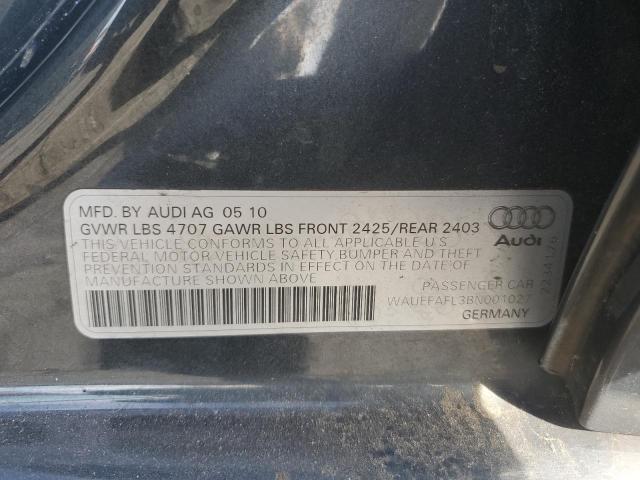 MFD. BY AUDI AG 05 10
GVWR LBS 4707 GAWR LBS FRONT 2425/REAR 2403
THIS VEHICLE CONFORMS TO ALL APPLICABLE U S
FEDERAL MOTOR VEHICLE SAFETY BUMPER AND THEFT
PREVENTION STANDARDS IN EFFECT ON THE DATE OF
MANUFACTURE SHOWN ABOVE
Audi
PASSENGER CAR
WAUEFAFL3BN001027
GERMANY